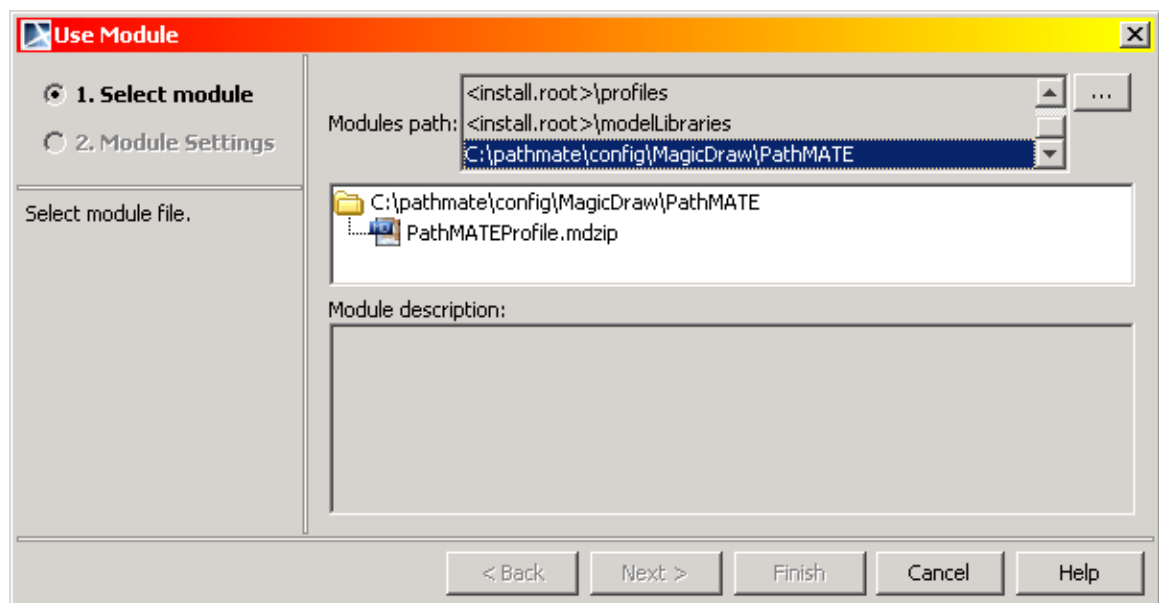 Use Module
1. Select module
2. Module Settings
Select module file.
Modules path:
<install.root>\profiles
<install.root>\modelLibraries
C:\pathmate\config\MagicDraw\PathMATE
...
C:\pathmate\config\MagicDraw\PathMATE
PathMATEProfile.mdzip
Module description:
< Back
Next >
Finish
Cancel
Help